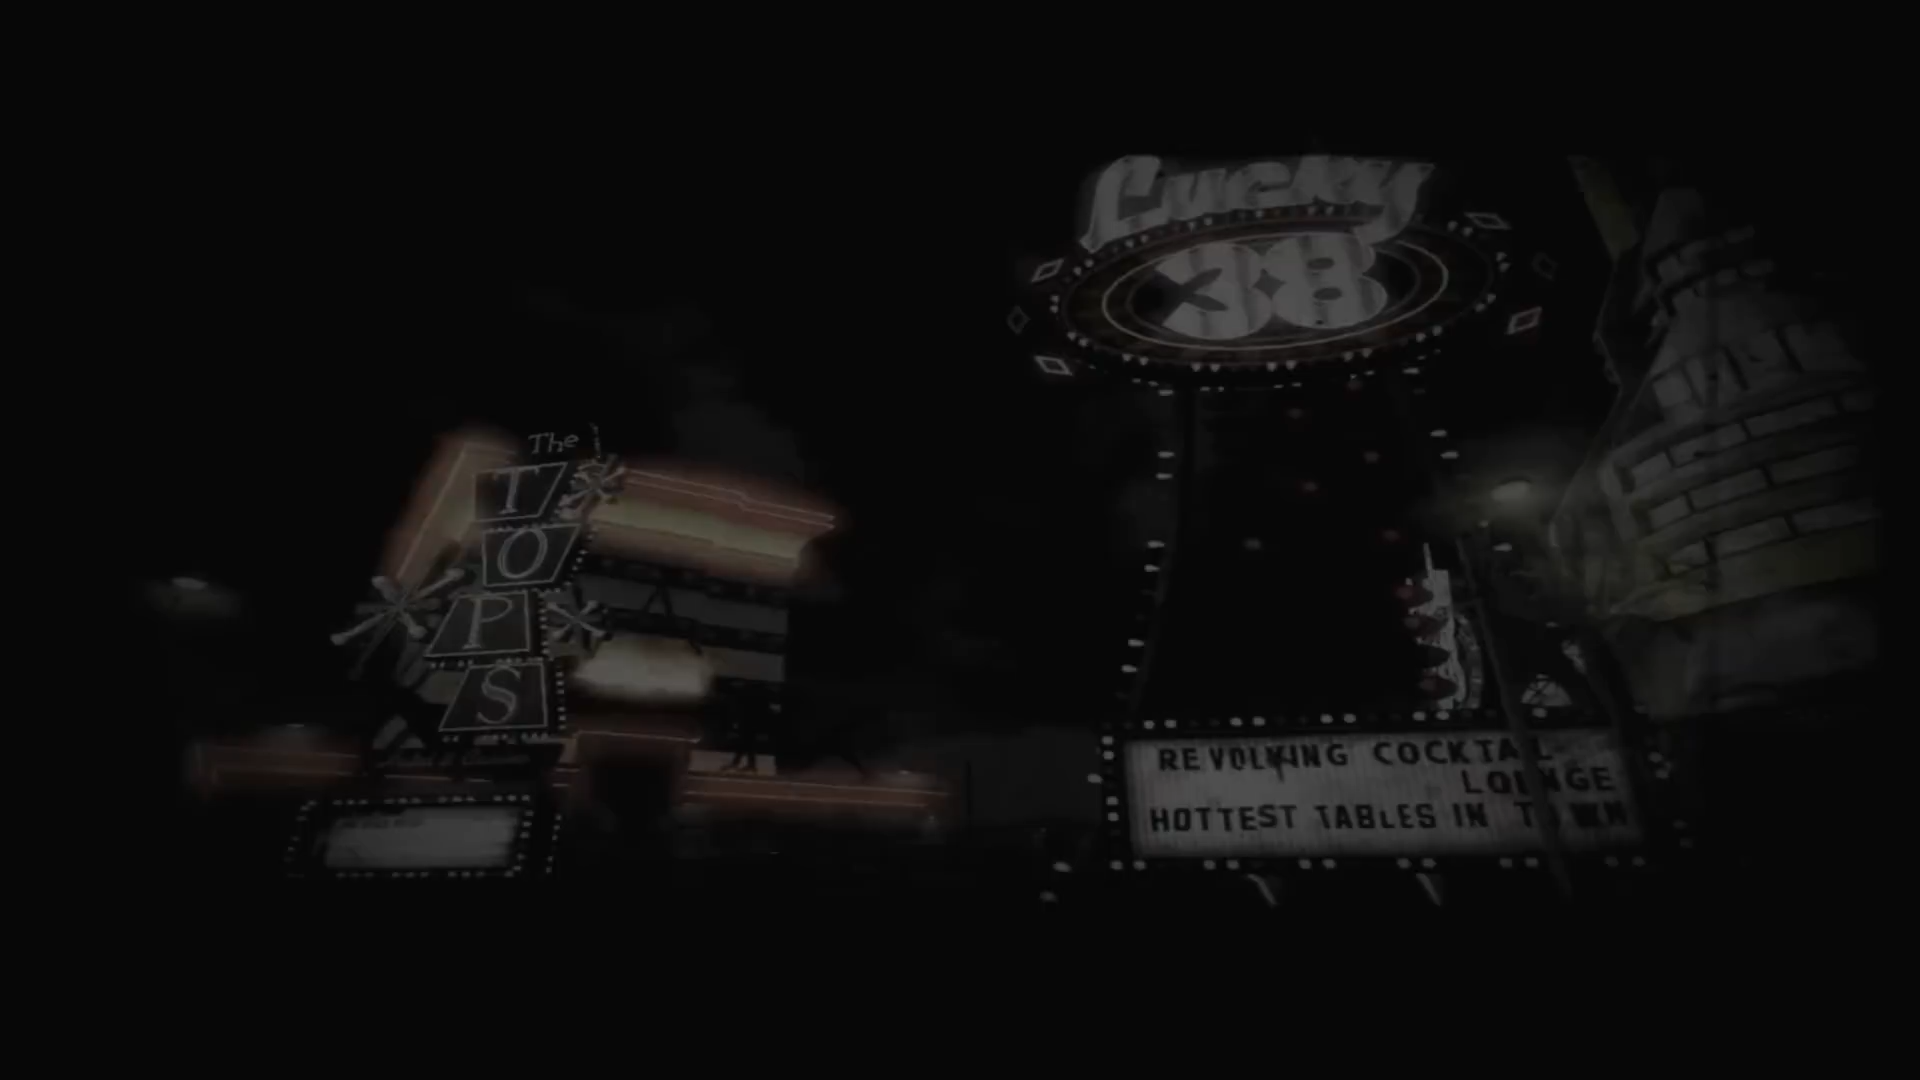 The
TOPS
Lucky
38
REVOLVING COCKTAIL
LOUNGE
HOTTEST TABLES IN TOWN